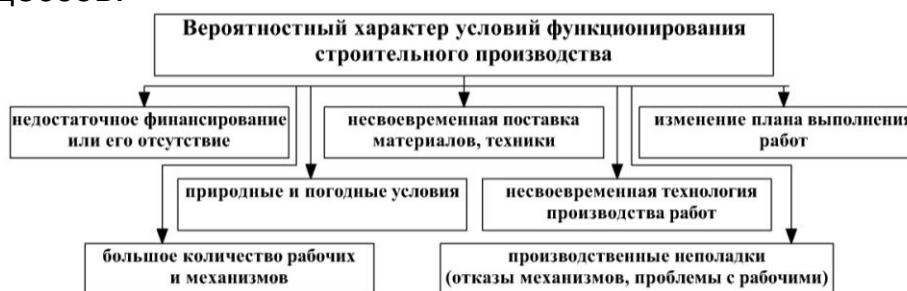 Вероятностный характер условий функционирования
строительного производства
недостаточное финансирование
или его отсутствие
несвоевременная поставка
материалов, техники
изменение плана выполнения
работ
природные и погодные условия
несвоевременная технология
производства работ
большое количество рабочих
и механизмов
производственные неполадки
(отказы механизмов, проблемы с рабочими)